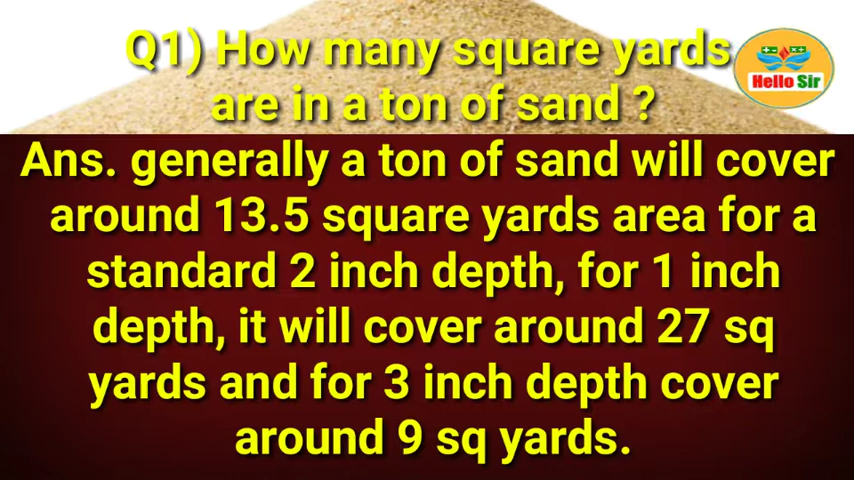 Q1) How many square yards
are in a ton of sand ?
Hello Sir
Ans. generally a ton of sand will cover
around 13.5 square yards area for a
standard 2 inch depth, for 1 inch
depth, it will cover around 27 sq
yards and for 3 inch depth cover
around 9 sq yards.